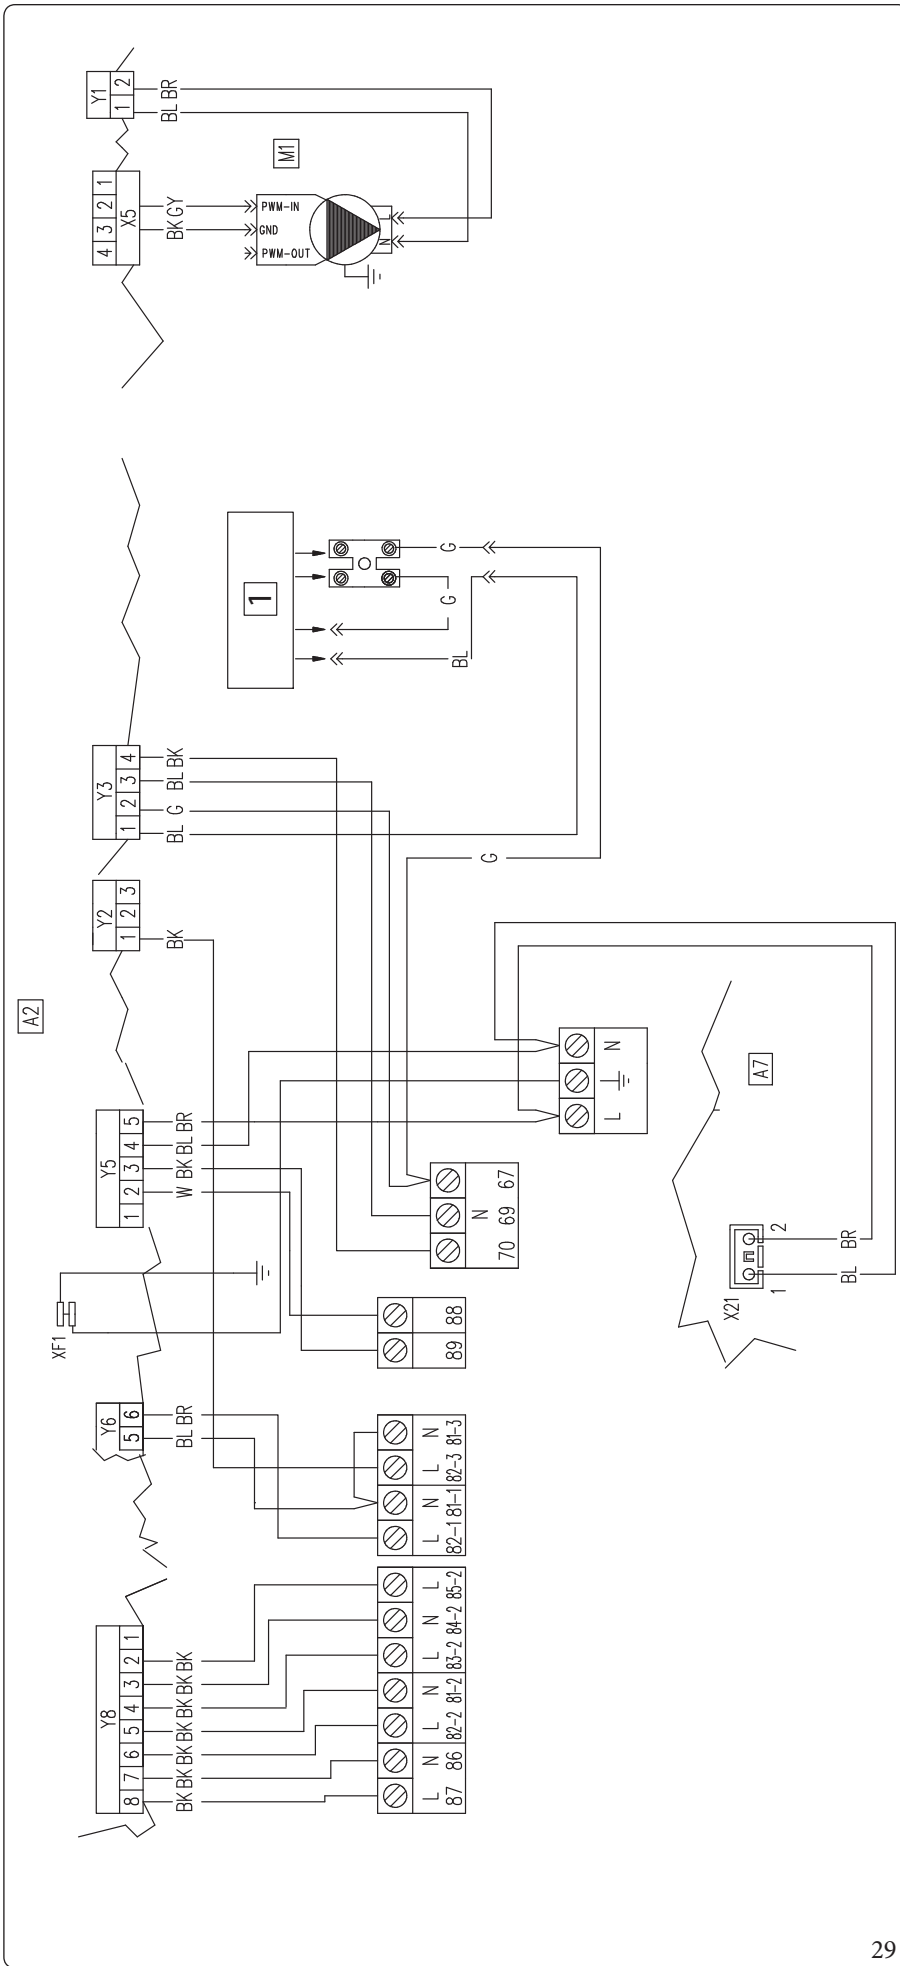 Y1
1 2
BL BR
X5
4 3 2 1
BK GY
M1
PWM-IN
GND
PWM-OUT
N L
1
G
G
BL
Y3
1 2 3 4
BL G BL BK
G
Y2
1 2 3
BK
A2
Y5
1 2 3 4 5
W BK BL BR
L N
A7
X21
1 2
BL BR
N
70 69 67
XF1
89 88
Y6
5 6
BL BR
L N L N
82-1 81-1 82-3 81-3
Y8
8 7 6 5 4 3 2 1
BK BK BK BK BK BK BK
L N L N L N L
87 86 82-2 81-2 83-2 84-2 85-2
29